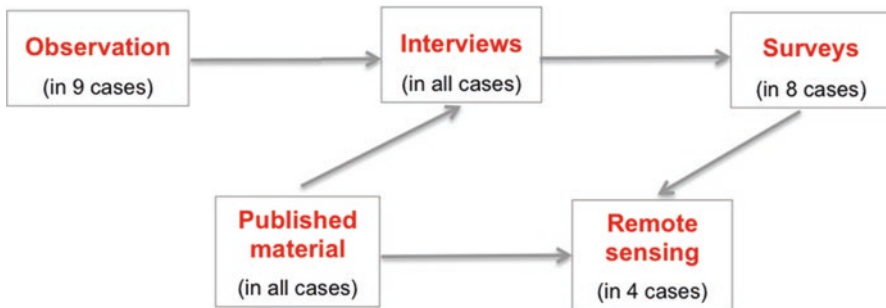 Observation
(in 9 cases)
Interviews
(in all cases)
Surveys
(in 8 cases)
Published
material
(in all cases)
Remote
sensing
(in 4 cases)